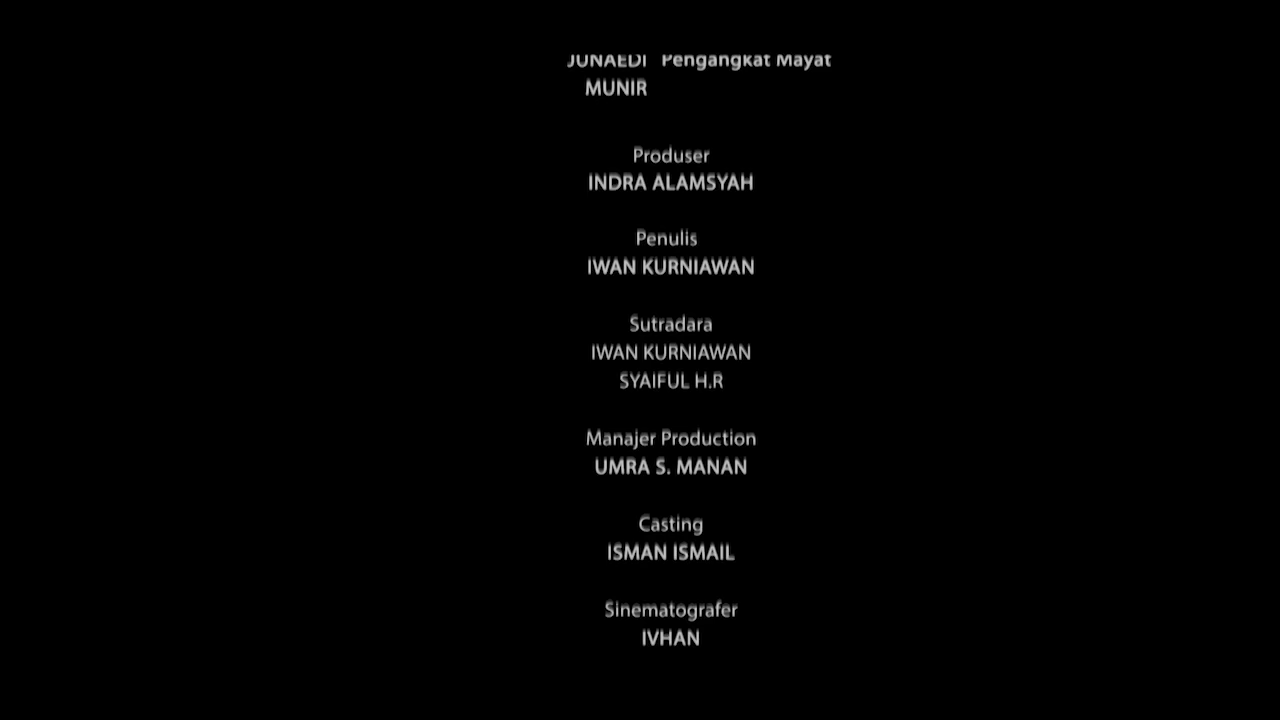 JUNAEDI Pengangkat Mayat
MUNIR
Produser
INDRA ALAMSYAH
Penulis
IWAN KURNIAWAN
Sutradara
IWAN KURNIAWAN
SYAIFUL H.R
Manajer Production
UMRA S. MANAN
Casting
ISMAN ISMAIL
Sinematografer
IVHAN